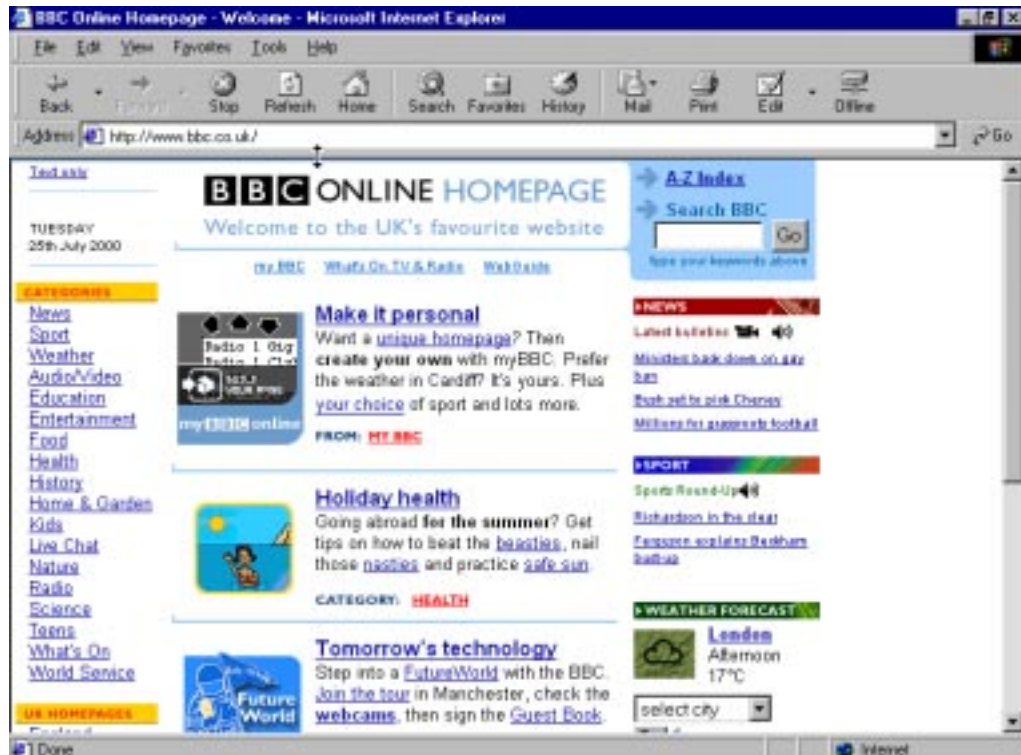 BBC Online Homepage - Welcome - Microsoft Internet Explorer
File Edit View Favorites Tools Help
Back Forward Stop Refresh Home Search Favorites History Mail Print Edit Offline
Address http://www.bbc.co.uk/ Go
Text only
TUESDAY
25th July 2000
CATEGORIES
News
Sport
Weather
Audio/Video
Education
Entertainment
Food
Health
History
Home & Garden
Kids
Live Chat
Nature
Radio
Science
Teens
What's On
World Service
UK HOMEPAGES
England
BBC ONLINE HOMEPAGE
Welcome to the UK's favourite website
my BBC What's On TV & Radio WebGuide
Radio 1 Gig
my BBC online
Make it personal
Want a unique homepage? Then
create your own with myBBC. Prefer
the weather in Cardiff? It's yours. Plus
your choice of sport and lots more.
FROM: MY BBC
Holiday health
Going abroad for the summer? Get
tips on how to beat the beasties, nail
those nasties and practice safe sun.
CATEGORY: HEALTH
Future
World
Tomorrow's technology
Step into a FutureWorld with the BBC.
Join the tour in Manchester, check the
webcams, then sign the Guest Book.
A-Z Index
Search BBC
Go
type your keywords above
NEWS
Latest bulletins
Ministers back down on gay
ban
Bush set to pick Cheney
Millions for grassroots football
SPORT
Sports Round-Up
Richardson in the clear
Ferguson explains Beckham
bust-up
WEATHER FORECAST
London
Afternoon
17°C
select city
Done Internet